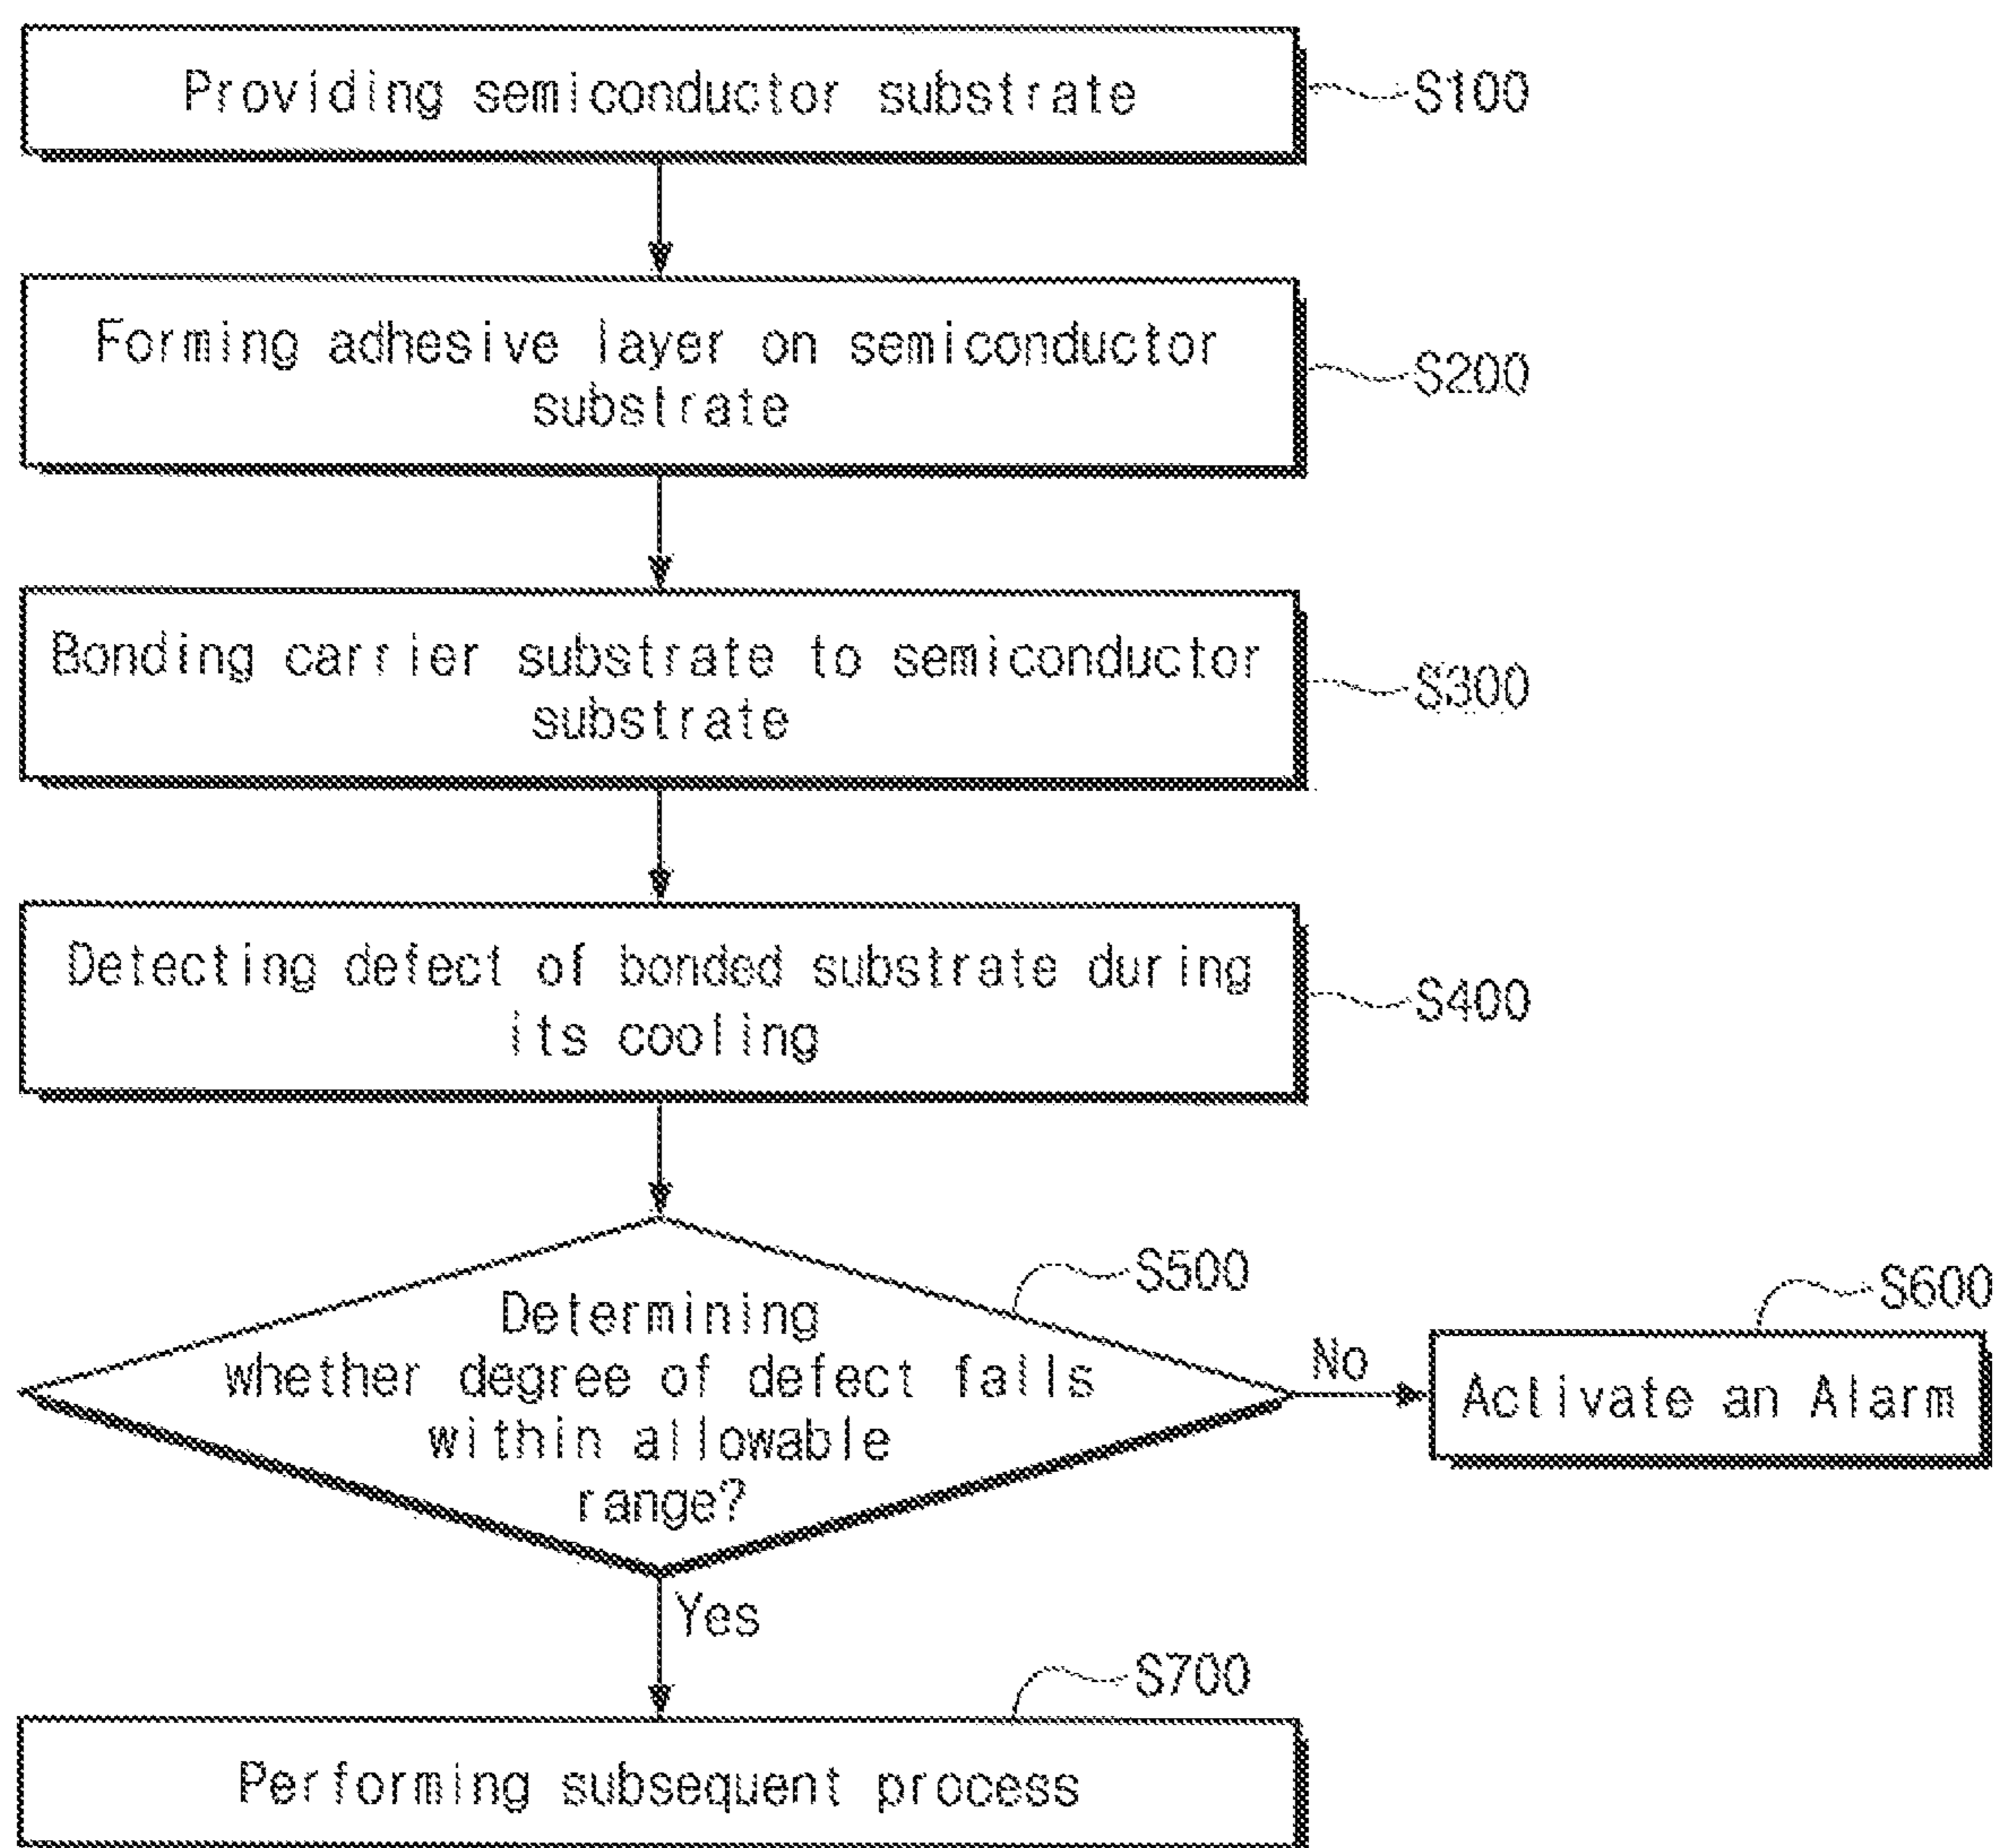 Providing semiconductor substrate
S100
Forming adhesive layer on semiconductor
substrate
S200
Bonding carrier substrate to semiconductor
substrate
S300
Detecting defect of bonded substrate during
its cooling
S400
S500
Determining
whether degree of defect falls
within allowable
range?
No
S600
Activate an Alarm
Yes
S700
Performing subsequent process